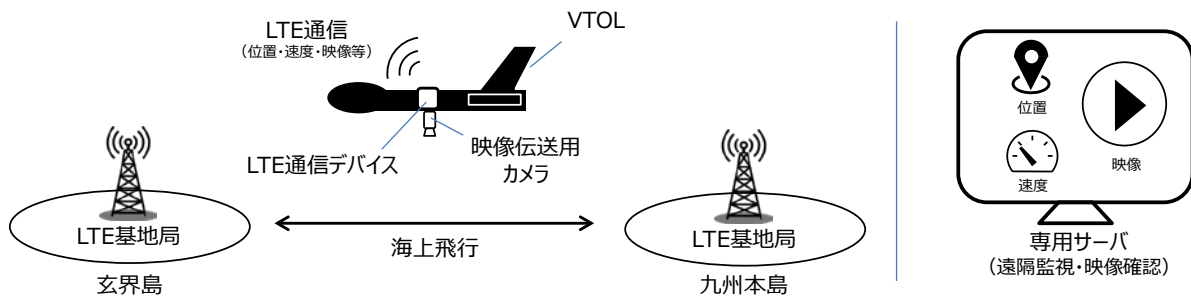 LTE通信
(位置・速度・映像等)
VTOL
LTE通信デバイス
映像伝送用
カメラ
LTE基地局
玄界島
海上飛行
LTE基地局
九州本島
位置
速度
映像
専用サーバ
(遠隔監視・映像確認)